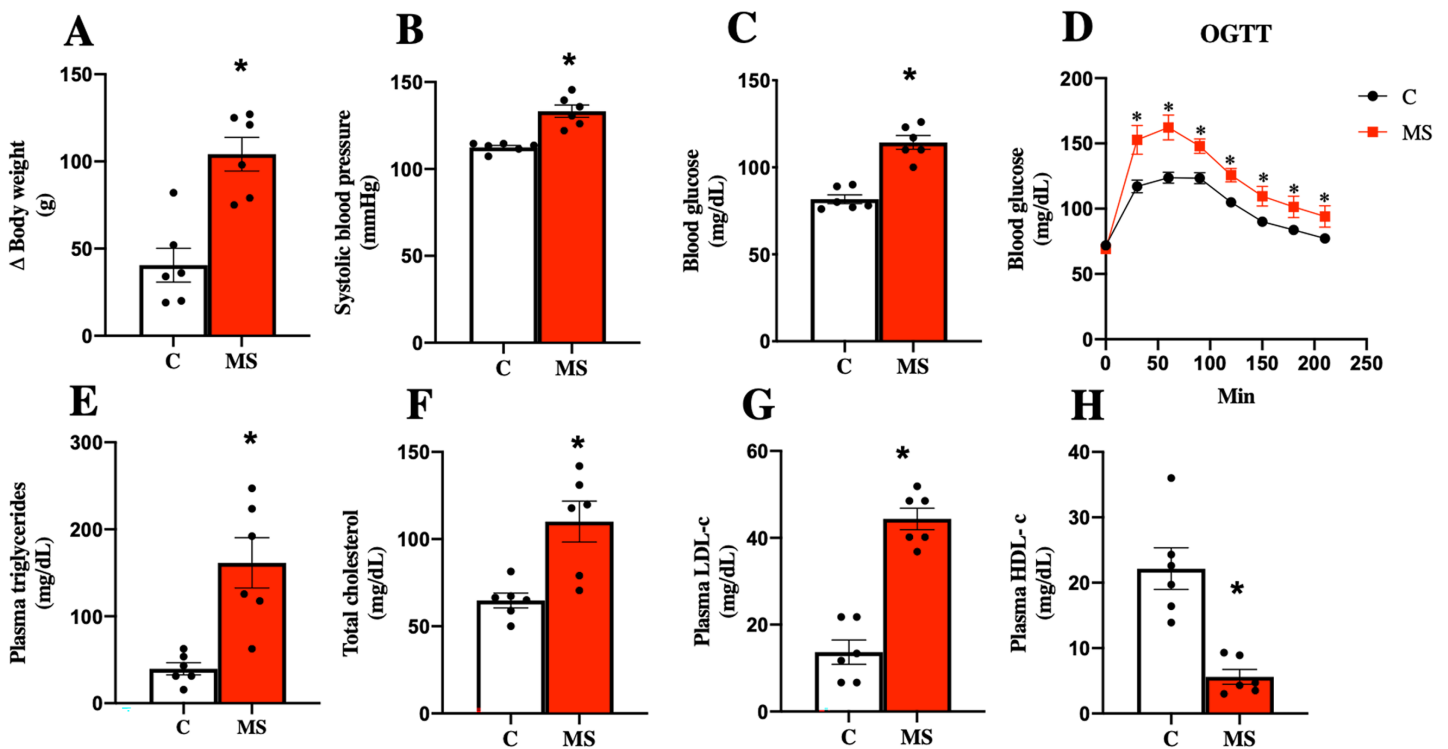 A
Δ Body weight
(g)
150
100
50
0
*
C
MS
B
Systolic blood pressure
(mmHg)
150
100
50
0
*
C
MS
C
Blood glucose
(mg/dL)
150
100
50
0
*
C
MS
D
OGTT
Blood glucose
(mg/dL)
200
150
100
50
0
* * * * * * *
0 50 100 150 200 250
Min
C
MS
E
Plasma triglycerides
(mg/dL)
300
200
100
0
*
C
MS
F
Total cholesterol
(mg/dL)
150
100
50
0
*
C
MS
G
Plasma LDL-c
(mg/dL)
60
40
20
0
*
C
MS
H
Plasma HDL- c
(mg/dL)
40
30
20
10
0
*
C
MS